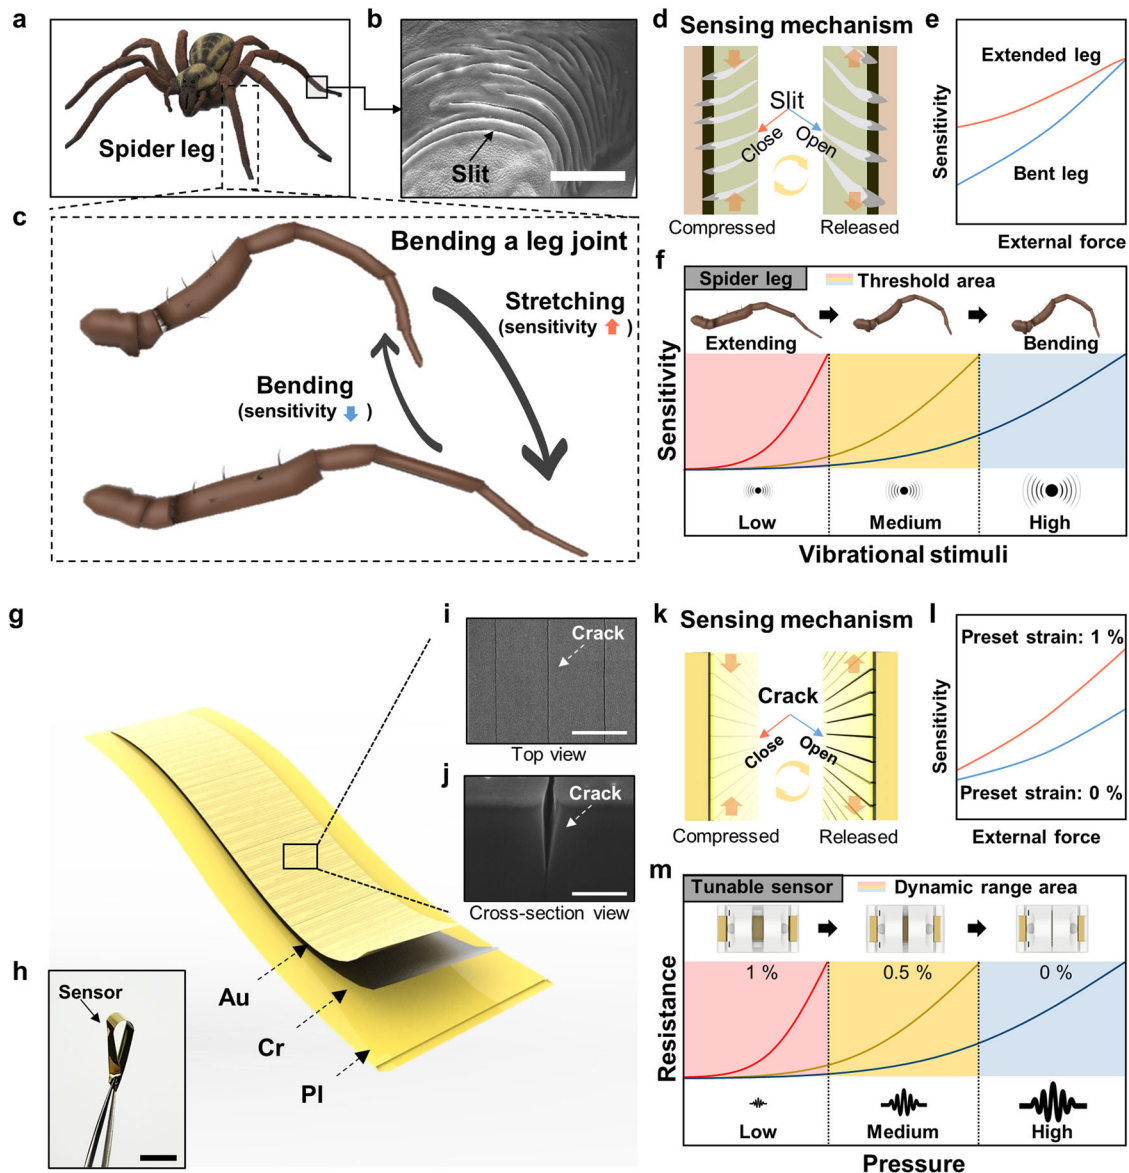 a
Spider leg
b
Slit
c
Bending a leg joint
Stretching
(sensitivity ⬆ )
Bending
(sensitivity ⬇ )
d
Sensing mechanism
Slit
Close
Open
Compressed
Released
e
Sensitivity
Extended leg
Bent leg
External force
f
Spider leg
Threshold area
Extending
Bending
Sensitivity
Low
Medium
High
Vibrational stimuli
g
Au
Cr
PI
h
Sensor
i
Crack
Top view
j
Crack
Cross-section view
k
Sensing mechanism
Crack
Close
Open
Compressed
Released
l
Preset strain: 1 %
Sensitivity
Preset strain: 0 %
External force
m
Tunable sensor
Dynamic range area
1 %
0.5 %
0 %
Resistance
Low
Medium
High
Pressure